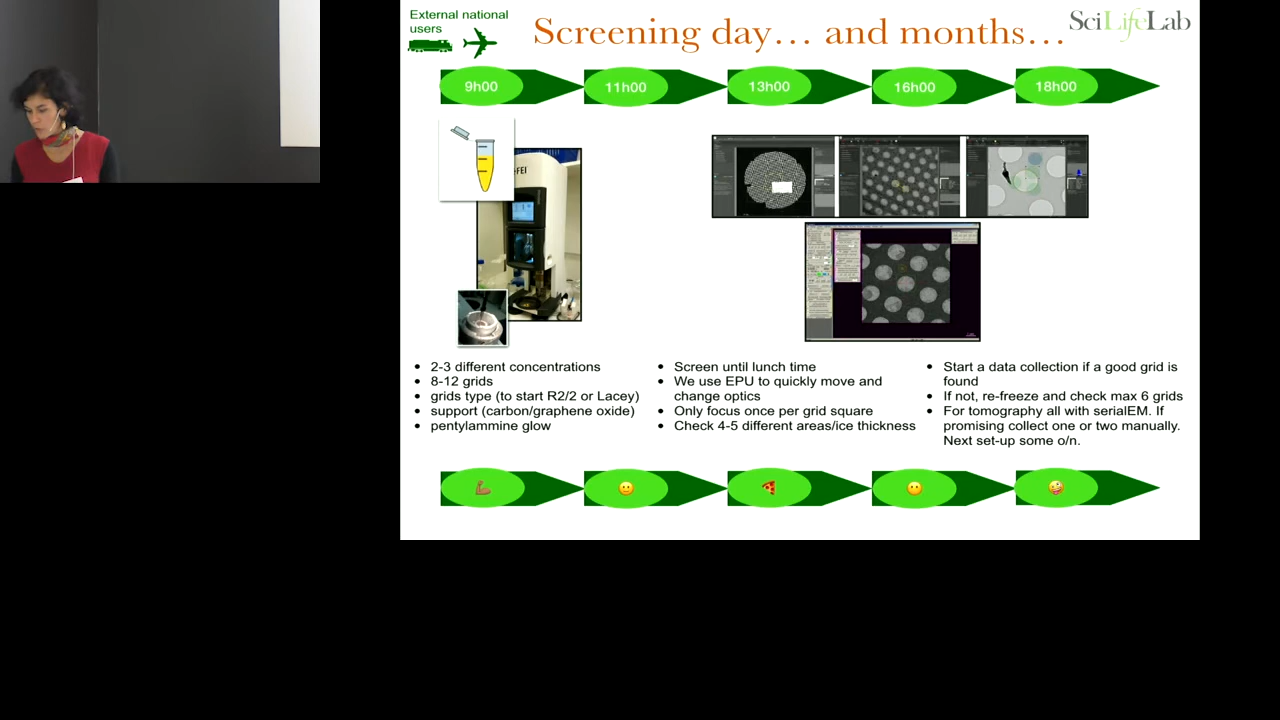 External national
users
Screening day… and months…
SciLifeLab
9h00
11h00
13h00
16h00
18h00
FEI
• 2-3 different concentrations
• 8-12 grids
• grids type (to start R2/2 or Lacey)
• support (carbon/graphene oxide)
• pentylammine glow
• Screen until lunch time
• We use EPU to quickly move and
change optics
• Only focus once per grid square
• Check 4-5 different areas/ice thickness
• Start a data collection if a good grid is
found
• If not, re-freeze and check max 6 grids
• For tomography all with serialEM. If
promising collect one or two manually.
Next set-up some o/n.